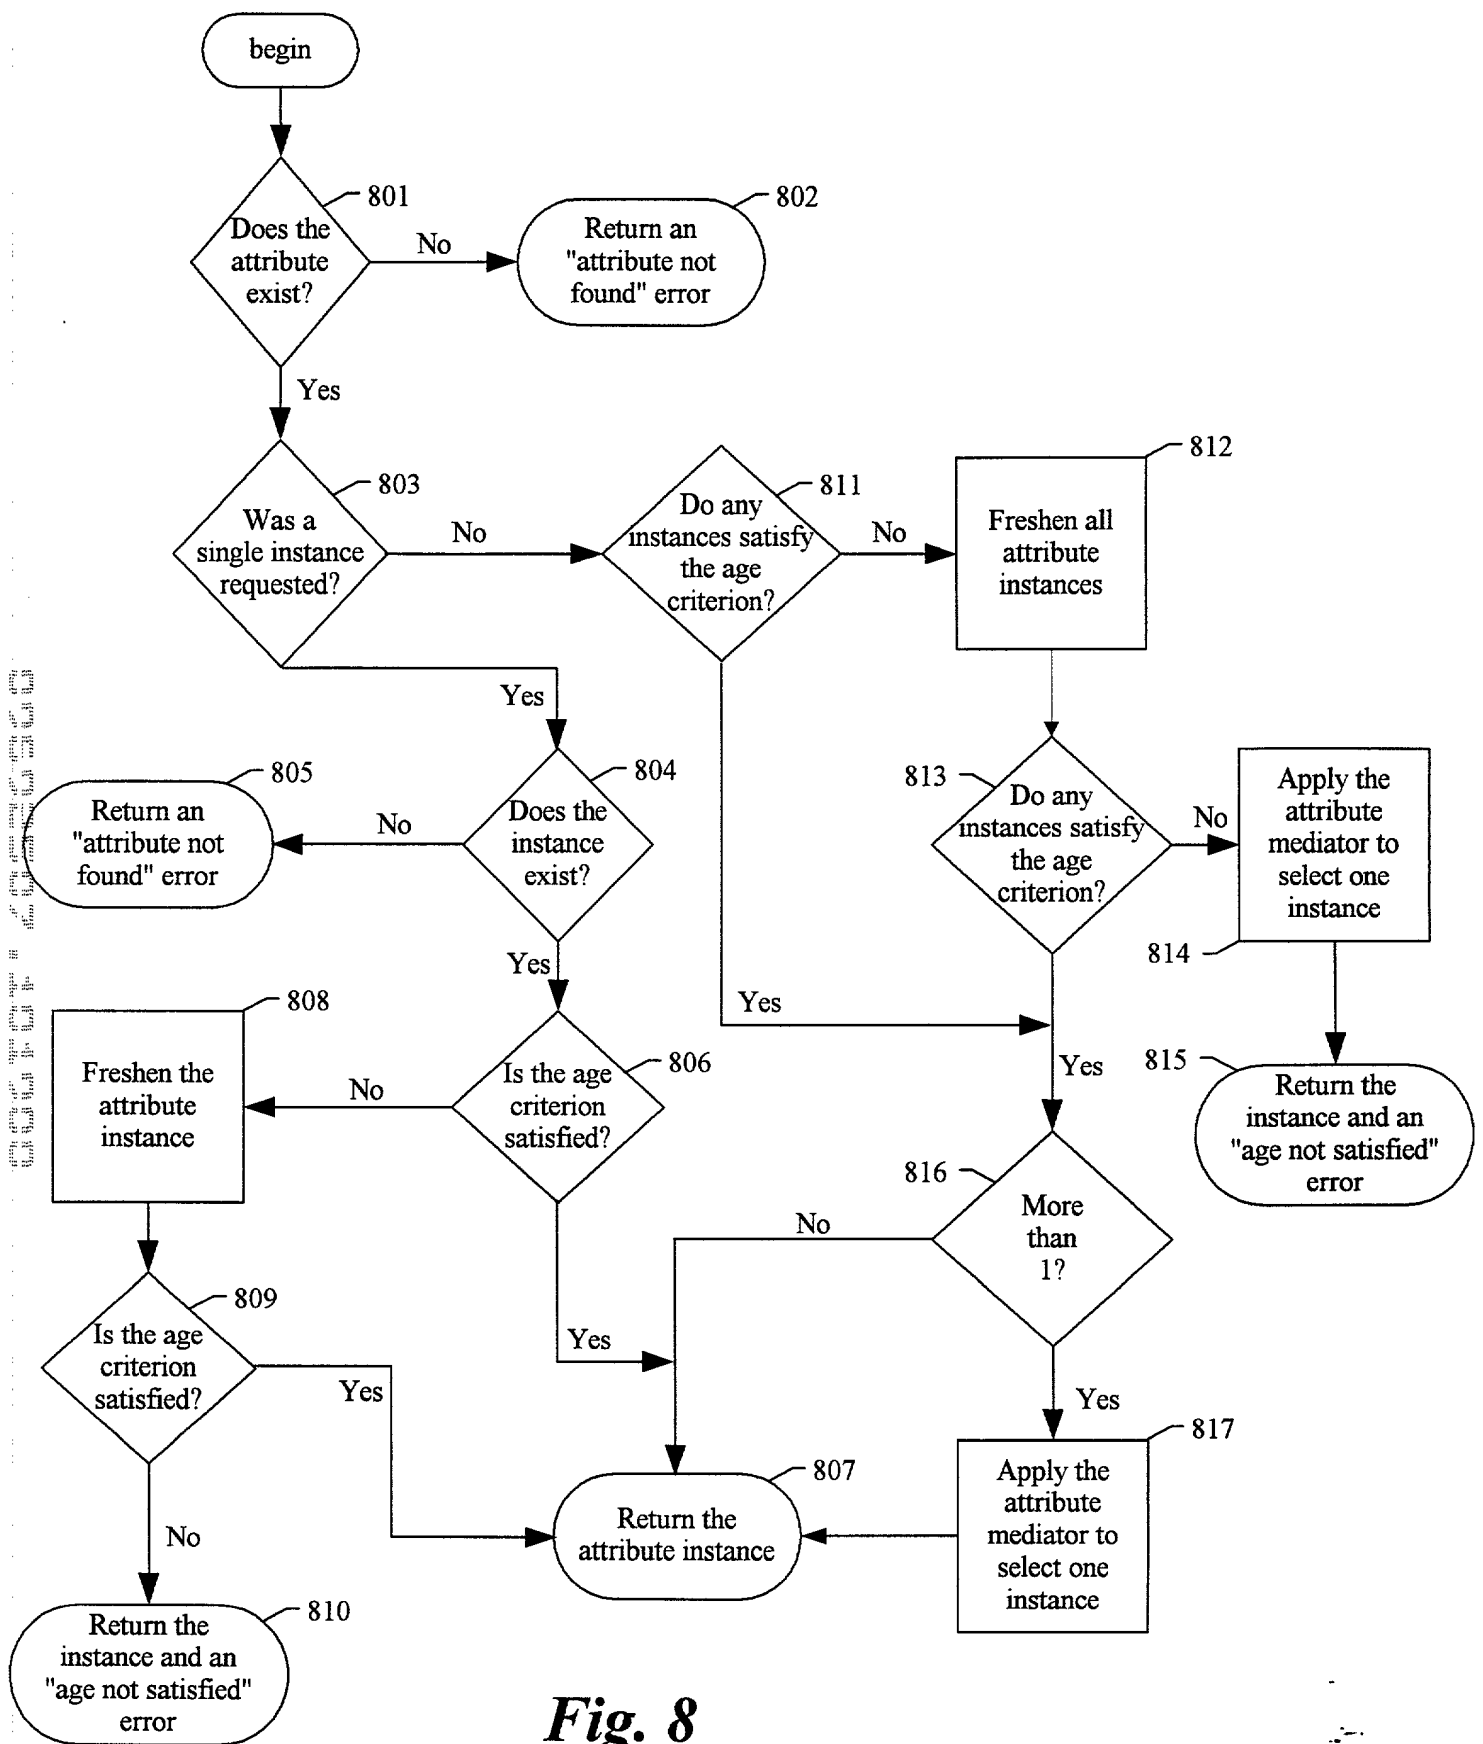 begin
801
Does the
attribute
exist?
No
802
Return an
"attribute not
found" error
Yes
803
Was a
single instance
requested?
No
811
Do any
instances satisfy
the age
criterion?
No
812
Freshen all
attribute
instances
Yes
805
Return an
"attribute not
found" error
No
804
Does the
instance
exist?
813
Do any
instances satisfy
the age
criterion?
No
Apply the
attribute
mediator to
select one
instance
814
Yes
Yes
808
Freshen the
attribute
instance
No
806
Is the age
criterion
satisfied?
Yes
815
Return the
instance and an
"age not satisfied"
error
816
More
than
1?
No
809
Is the age
criterion
satisfied?
Yes
Yes
Yes
817
Apply the
attribute
mediator to
select one
instance
807
Return the
attribute instance
No
810
Return the
instance and an
"age not satisfied"
error
Fig. 8